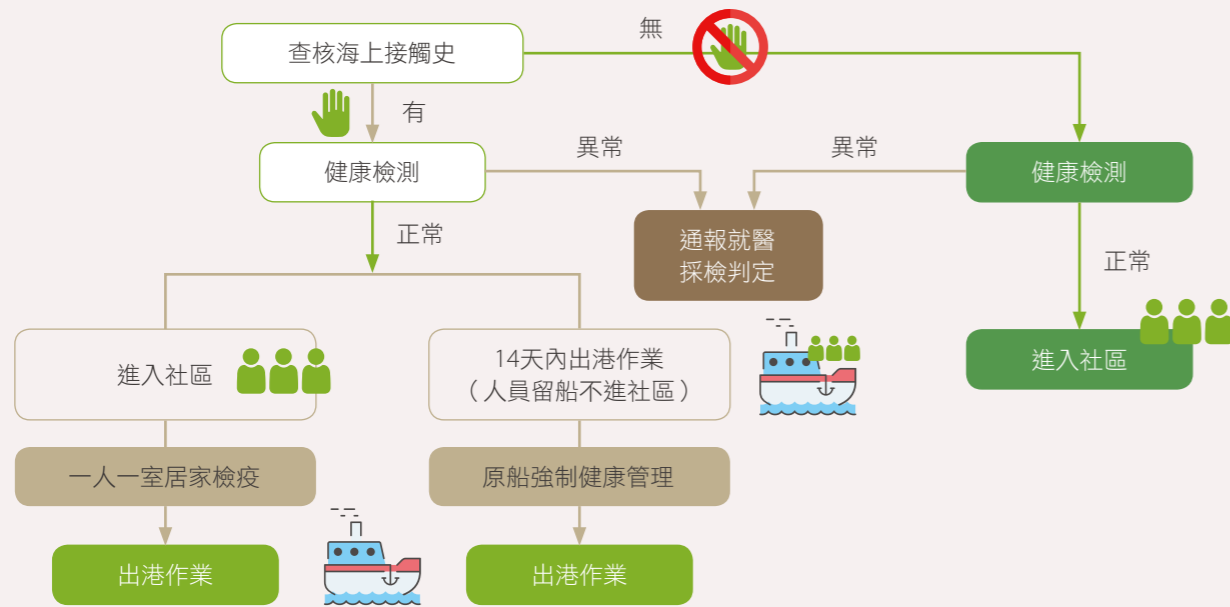 查核海上接觸史
無
有
健康檢測
異常
異常
健康檢測
正常
通報就醫
採檢判定
正常
進入社區
14天內出港作業
（人員留船不進社區）
進入社區
一人一室居家檢疫
原船強制健康管理
出港作業
出港作業